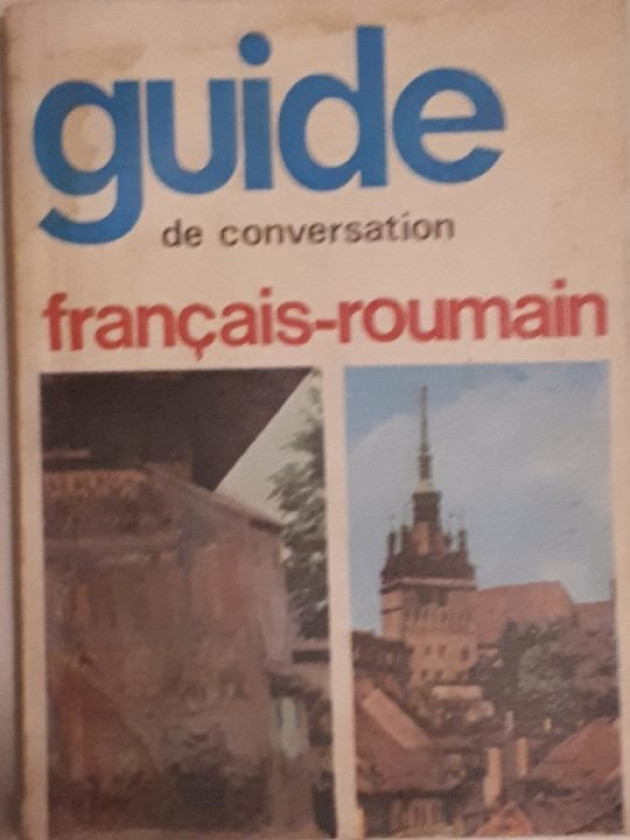 guide
de conversation
français-roumain